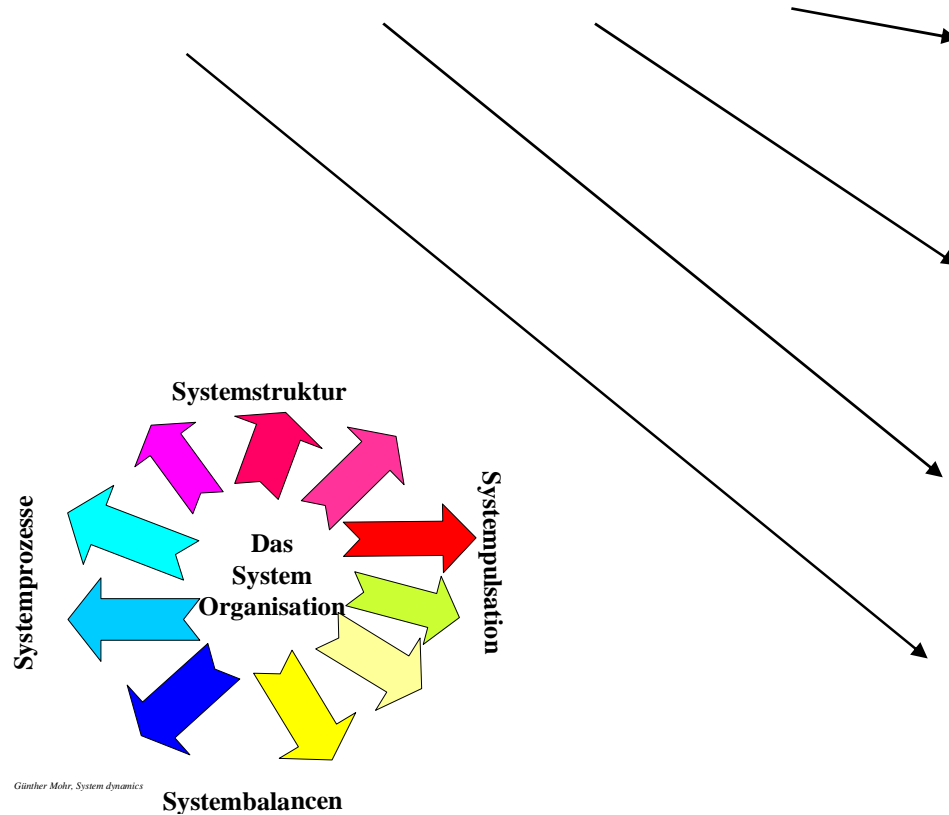 Systemstruktur
Systempulsation
Systemprozesse
Das
System
Organisation
Günther Mohr, System dynamics
Systembalancen